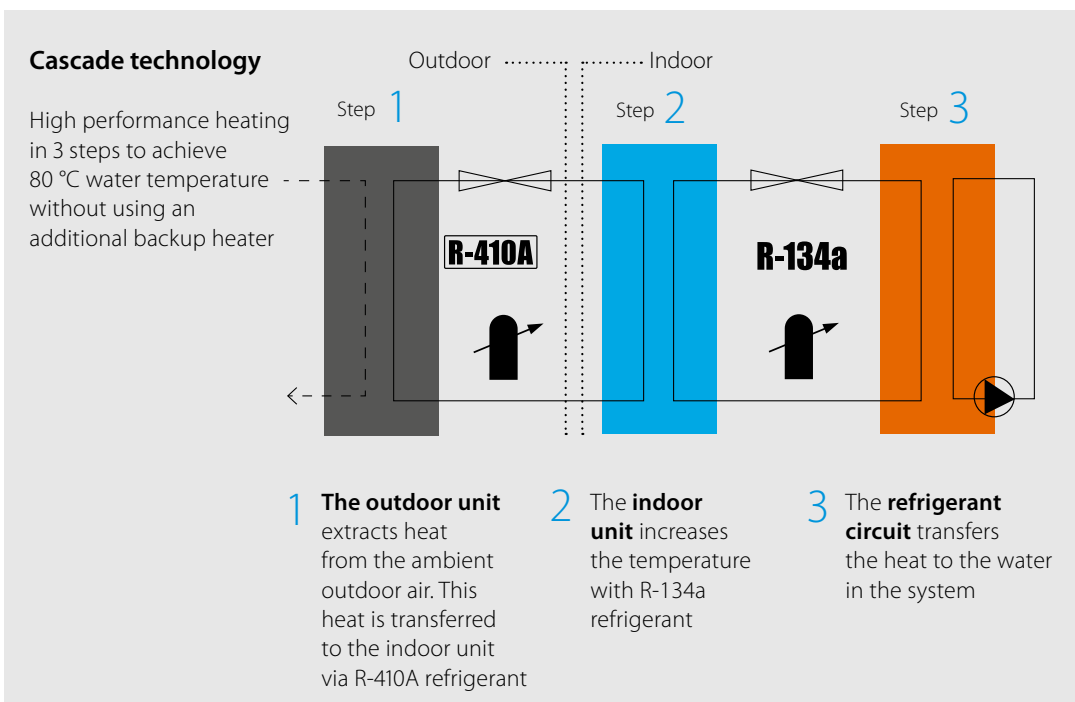 Cascade technology
High performance heating
in 3 steps to achieve
80 °C water temperature
without using an
additional backup heater
Outdoor
Indoor
Step 1
Step 2
Step 3
R-410A
R-134a
1 The outdoor unit
extracts heat
from the ambient
outdoor air. This
heat is transferred
to the indoor unit
via R-410A refrigerant
2 The indoor
unit increases
the temperature
with R-134a
refrigerant
3 The refrigerant
circuit transfers
the heat to the water
in the system